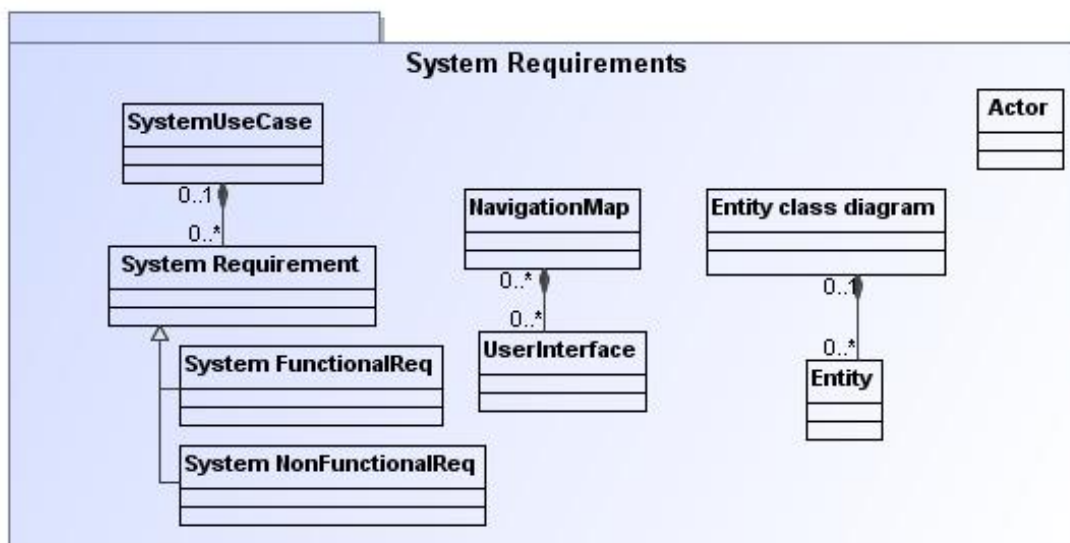 System Requirements
SystemUseCase
0..1
0..*
System Requirement
System FunctionalReq
System NonFunctionalReq
NavigationMap
0..*
0..*
UserInterface
Entity class diagram
0..1
0..*
Entity
Actor